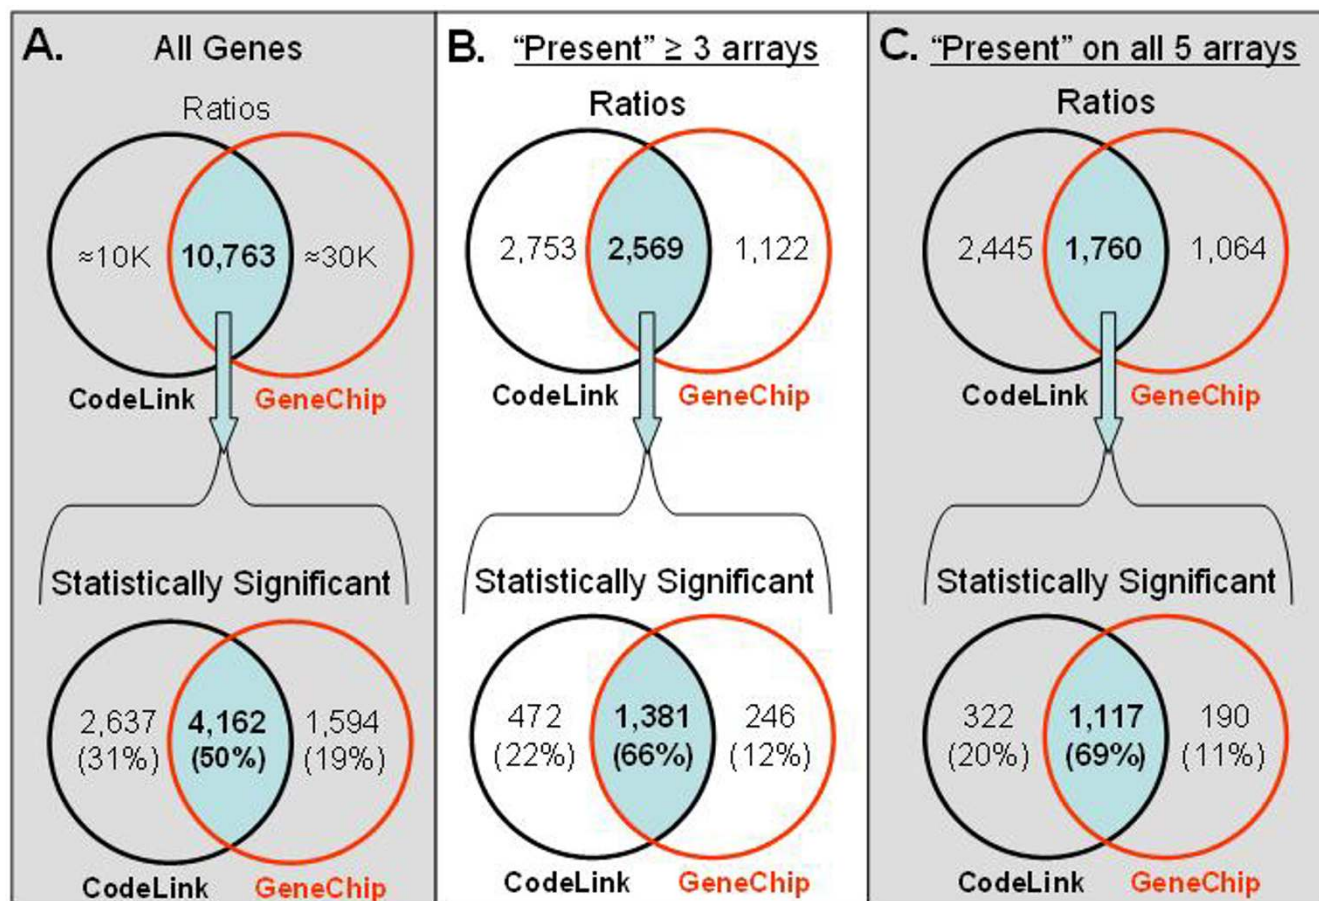 A. All Genes
Ratios
≈10K 10,763 ≈30K
CodeLink GeneChip
Statistically Significant
2,637 4,162 1,594
(31%) (50%) (19%)
CodeLink GeneChip
B. "Present" ≥ 3 arrays
Ratios
2,753 2,569 1,122
CodeLink GeneChip
Statistically Significant
472 1,381 246
(22%) (66%) (12%)
CodeLink GeneChip
C. "Present" on all 5 arrays
Ratios
2,445 1,760 1,064
CodeLink GeneChip
Statistically Significant
322 1,117 190
(20%) (69%) (11%)
CodeLink GeneChip